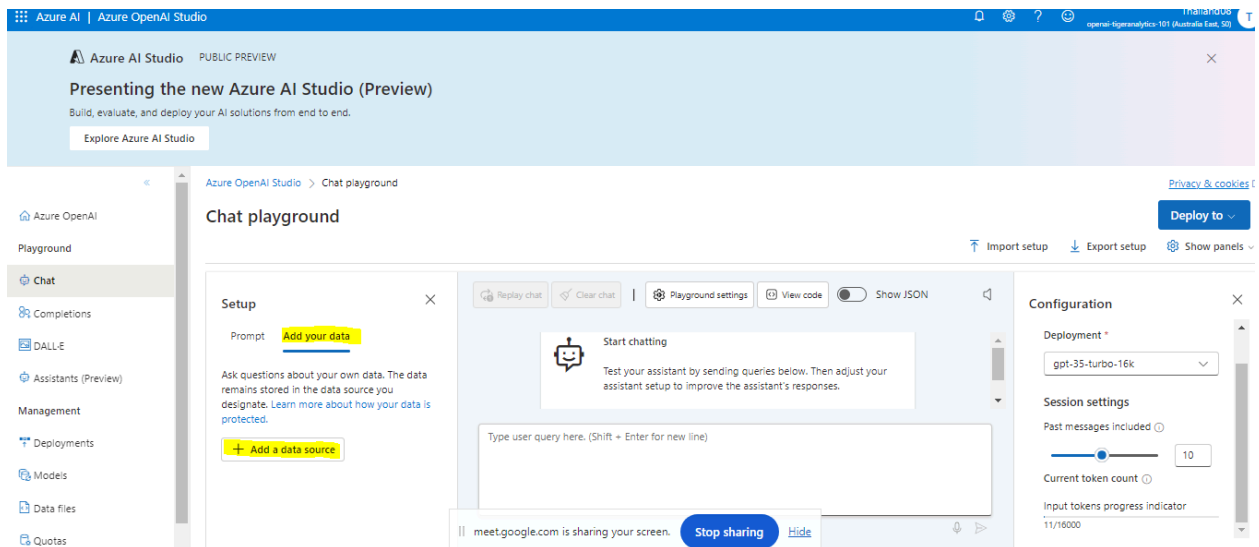 Azure AI | Azure OpenAI Studio
Thailand08
openai-tigeranalytics-101 (Australia East, S0)
T
Azure AI Studio PUBLIC PREVIEW
Presenting the new Azure AI Studio (Preview)
Build, evaluate, and deploy your AI solutions from end to end.
Explore Azure AI Studio
Azure OpenAI Studio > Chat playground
Privacy & cookies
Azure OpenAI
Chat playground
Deploy to
Playground
Import setup
Export setup
Show panels
Chat
Completions
DALL·E
Assistants (Preview)
Management
Deployments
Models
Data files
Quotas
Setup
Prompt
Add your data
Ask questions about your own data. The data
remains stored in the data source you
designate. Learn more about how your data is
protected.
+ Add a data source
Replay chat
Clear chat
Playground settings
View code
Show JSON
Start chatting
Test your assistant by sending queries below. Then adjust your
assistant setup to improve the assistant's responses.
Type user query here. (Shift + Enter for new line)
meet.google.com is sharing your screen.
Stop sharing
Hide
Configuration
Deployment *
gpt-35-turbo-16k
Session settings
Past messages included
10
Current token count
Input tokens progress indicator
11/16000